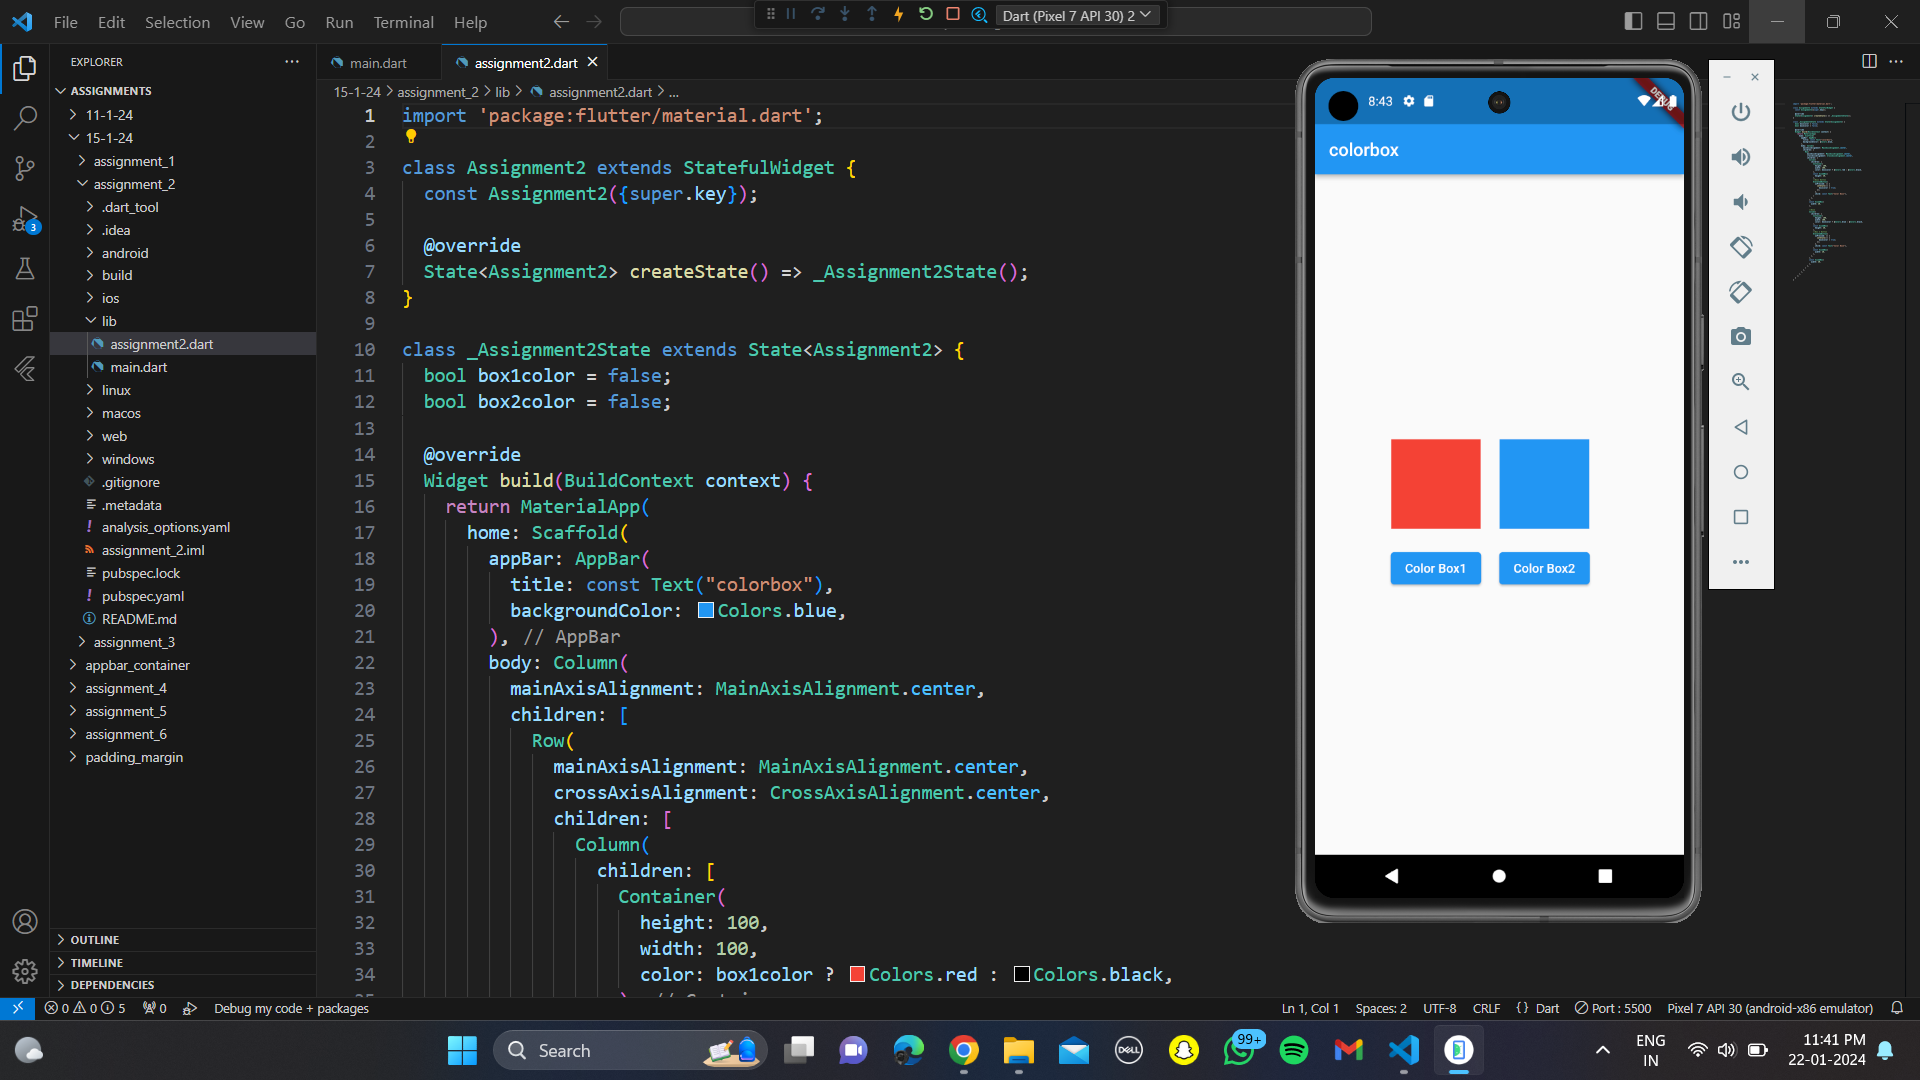 File Edit Selection View Go Run Terminal Help
Dart (Pixel 7 API 30) 2
EXPLORER
ASSIGNMENTS
11-1-24
15-1-24
assignment_1
assignment_2
.dart_tool
.idea
android
build
ios
lib
assignment2.dart
main.dart
linux
macos
web
windows
.gitignore
.metadata
analysis_options.yaml
assignment_2.iml
pubspec.lock
pubspec.yaml
README.md
assignment_3
appbar_container
assignment_4
assignment_5
assignment_6
padding_margin
OUTLINE
TIMELINE
DEPENDENCIES
main.dart assignment2.dart
15-1-24 > assignment_2 > lib > assignment2.dart > ...
1 import 'package:flutter/material.dart';
2
3 class Assignment2 extends StatefulWidget {
4 const Assignment2({super.key});
5
6 @override
7 State<Assignment2> createState() => _Assignment2State();
8 }
9
10 class _Assignment2State extends State<Assignment2> {
11 bool box1color = false;
12 bool box2color = false;
13
14 @override
15 Widget build(BuildContext context) {
16 return MaterialApp(
17 home: Scaffold(
18 appBar: AppBar(
19 title: const Text("colorbox"),
20 backgroundColor: Colors.blue,
21 ), // AppBar
22 body: Column(
23 mainAxisAlignment: MainAxisAlignment.center,
24 children: [
25 Row(
26 mainAxisAlignment: MainAxisAlignment.center,
27 crossAxisAlignment: CrossAxisAlignment.center,
28 children: [
29 Column(
30 children: [
31 Container(
32 height: 100,
33 width: 100,
34 color: box1color ? Colors.red : Colors.black,
8:43
DEBUG
colorbox
Color Box1 Color Box2
0 0 5 0 Debug my code + packages
Ln 1, Col 1 Spaces: 2 UTF-8 CRLF {} Dart Port : 5500 Pixel 7 API 30 (android-x86 emulator)
3
Search
DELL
99+
ENG
IN
11:41 PM
22-01-2024